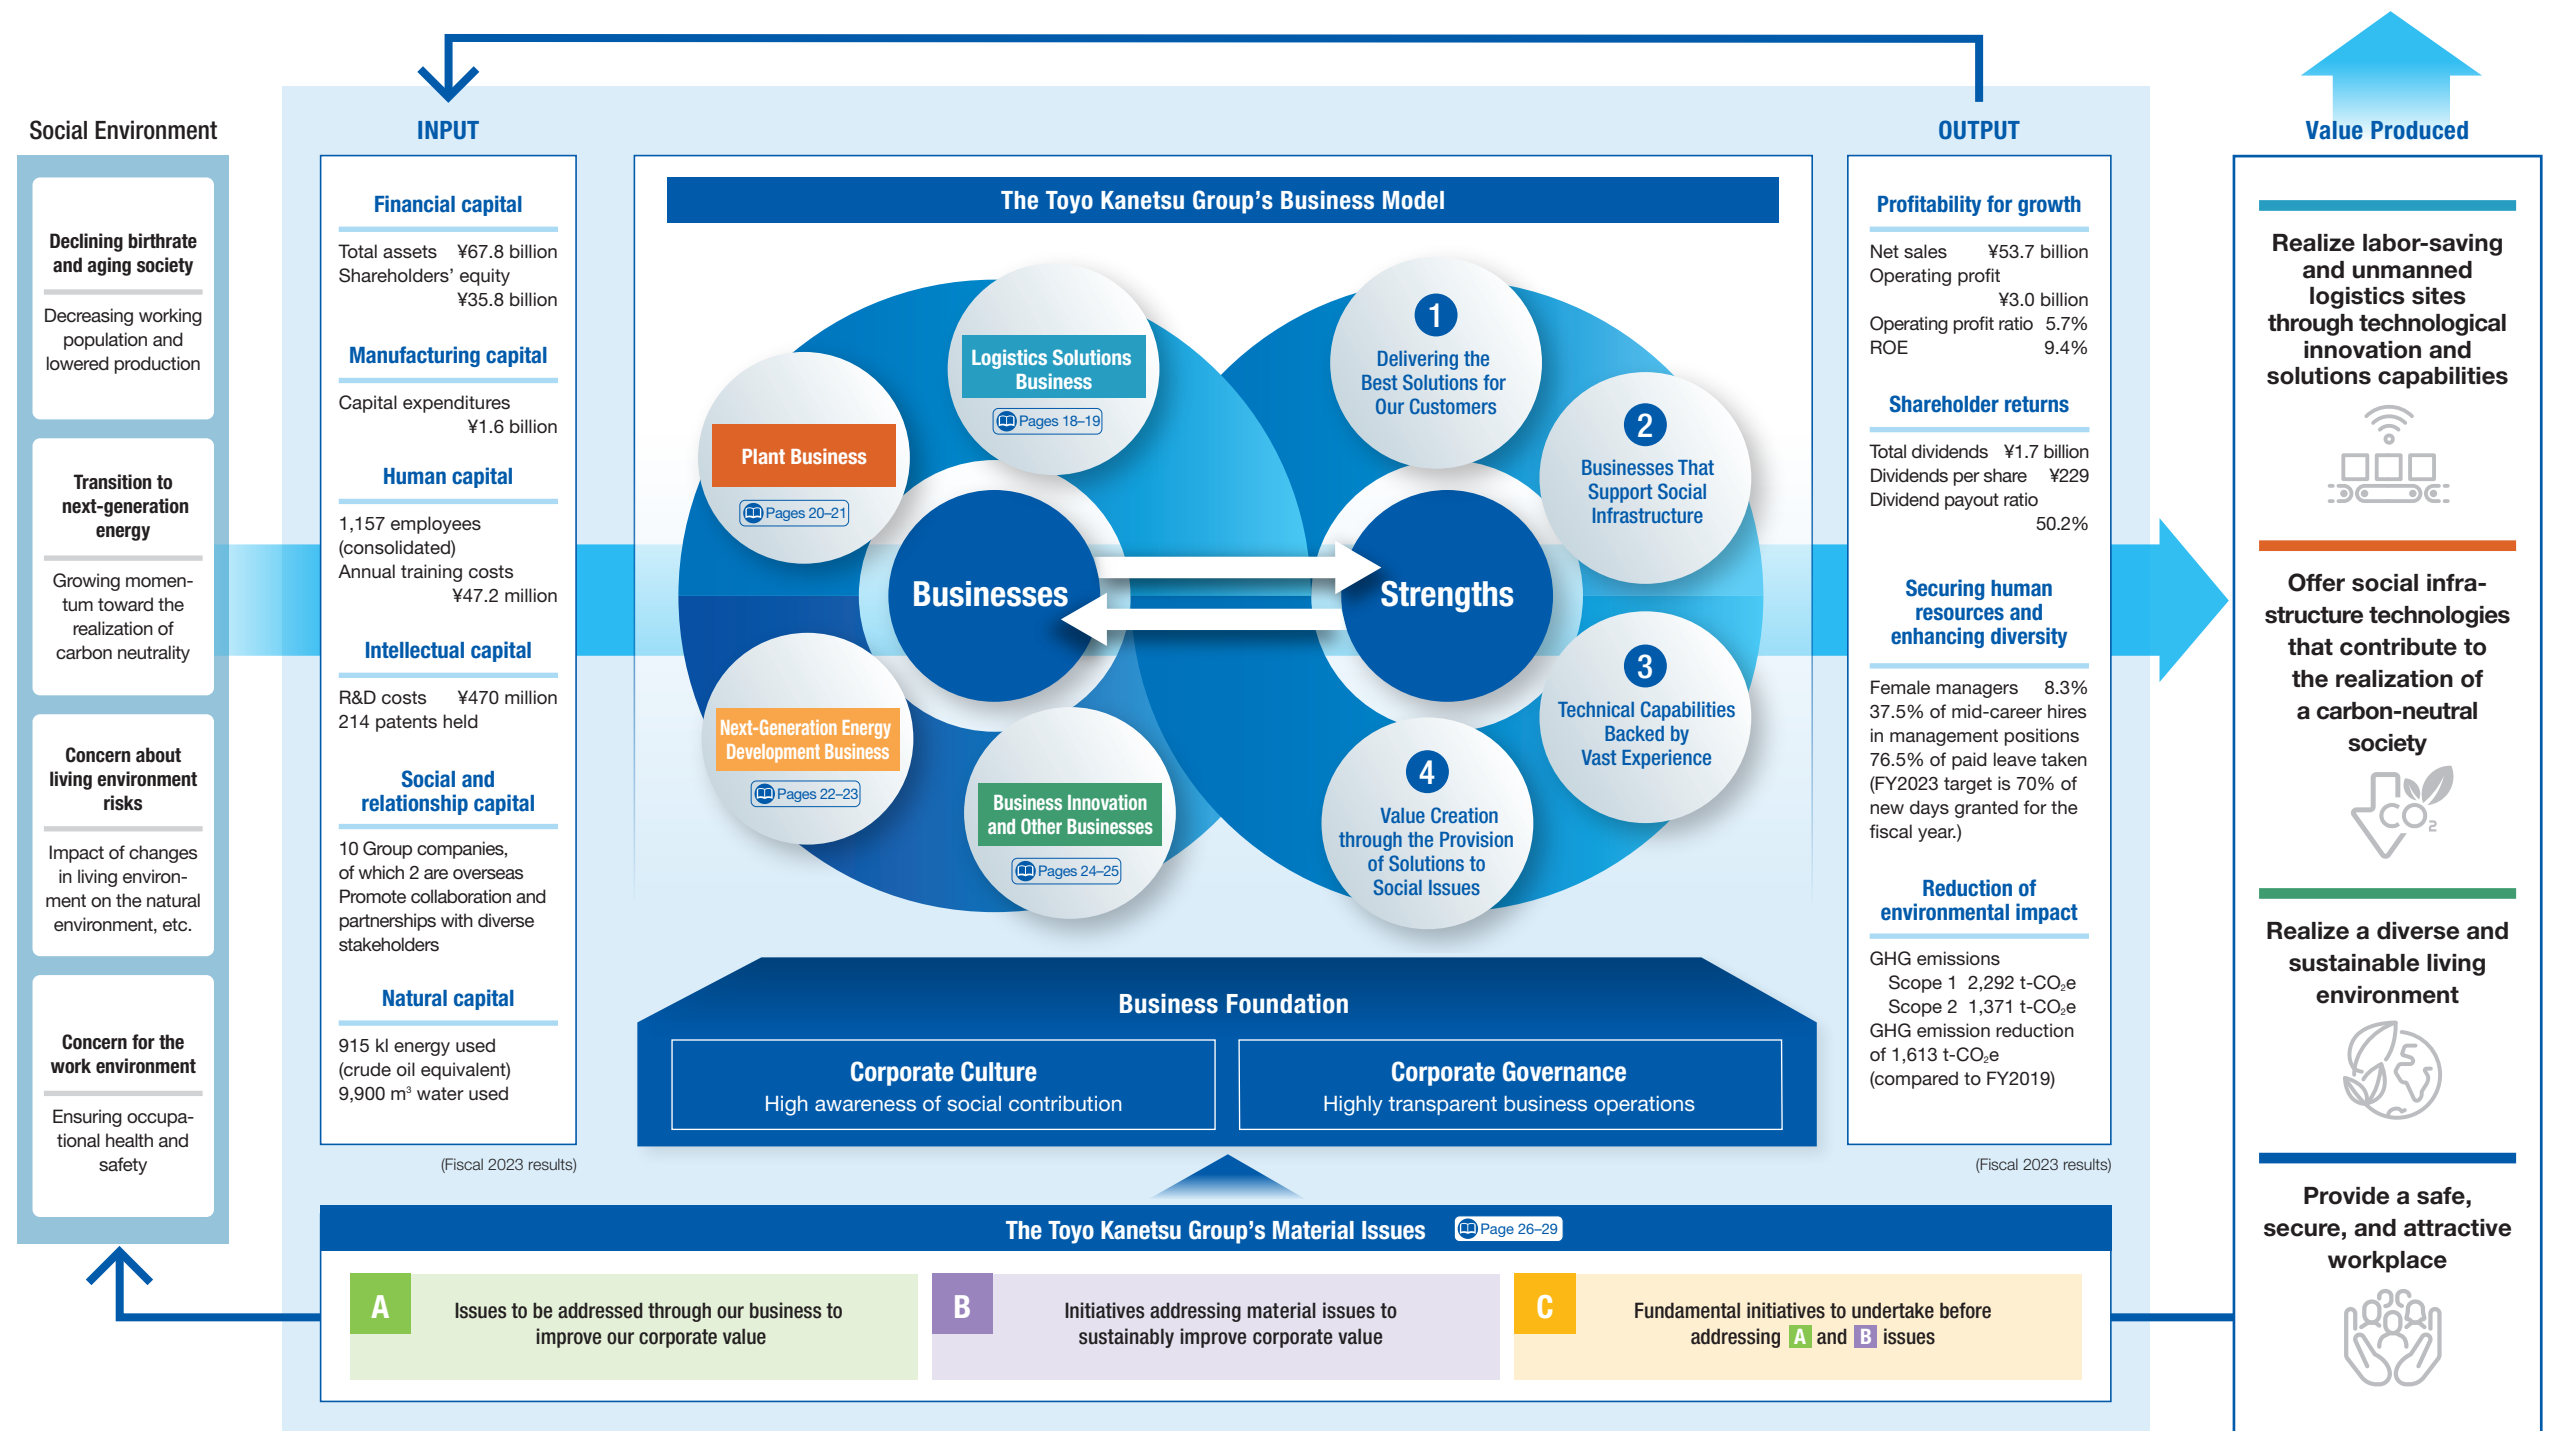 Social Environment
Declining birthrate
and aging society
Decreasing working
population and
lowered production
Transition to
next-generation
energy
Growing momen-
tum toward the
realization of
carbon neutrality
Concern about
living environment
risks
Impact of changes
in living environ-
ment on the natural
environment, etc.
Concern for the
work environment
Ensuring occupa-
tional health and
safety
INPUT
Financial capital
Total assets ¥67.8 billion
Shareholders’ equity
¥35.8 billion
Manufacturing capital
Capital expenditures
¥1.6 billion
Human capital
1,157 employees
(consolidated)
Annual training costs
¥47.2 million
Intellectual capital
R&D costs ¥470 million
214 patents held
Social and
relationship capital
10 Group companies,
of which 2 are overseas
Promote collaboration and
partnerships with diverse
stakeholders
Natural capital
915 kl energy used
(crude oil equivalent)
9,900 m³ water used
(Fiscal 2023 results)
The Toyo Kanetsu Group’s Business Model
Logistics Solutions
Business
Pages 18–19
Plant Business
Pages 20–21
Businesses
Next-Generation Energy
Development Business
Pages 22–23
Business Innovation
and Other Businesses
Pages 24–25
1
Delivering the
Best Solutions for
Our Customers
2
Businesses That
Support Social
Infrastructure
Strengths
3
Technical Capabilities
Backed by
Vast Experience
4
Value Creation
through the Provision
of Solutions to
Social Issues
Business Foundation
Corporate Culture
High awareness of social contribution
Corporate Governance
Highly transparent business operations
OUTPUT
Profitability for growth
Net sales ¥53.7 billion
Operating profit
¥3.0 billion
Operating profit ratio 5.7%
ROE 9.4%
Shareholder returns
Total dividends ¥1.7 billion
Dividends per share ¥229
Dividend payout ratio
50.2%
Securing human
resources and
enhancing diversity
Female managers 8.3%
37.5% of mid-career hires
in management positions
76.5% of paid leave taken
(FY2023 target is 70% of
new days granted for the
fiscal year.)
Reduction of
environmental impact
GHG emissions
Scope 1 2,292 t-CO₂e
Scope 2 1,371 t-CO₂e
GHG emission reduction
of 1,613 t-CO₂e
(compared to FY2019)
(Fiscal 2023 results)
The Toyo Kanetsu Group’s Material Issues Page 26–29
A
Issues to be addressed through our business to
improve our corporate value
B
Initiatives addressing material issues to
sustainably improve corporate value
C
Fundamental initiatives to undertake before
addressing A and B issues
Value Produced
Realize labor-saving
and unmanned
logistics sites
through technological
innovation and
solutions capabilities
Offer social infra-
structure technologies
that contribute to
the realization of
a carbon-neutral
society
CO₂
Realize a diverse and
sustainable living
environment
Provide a safe,
secure, and attractive
workplace